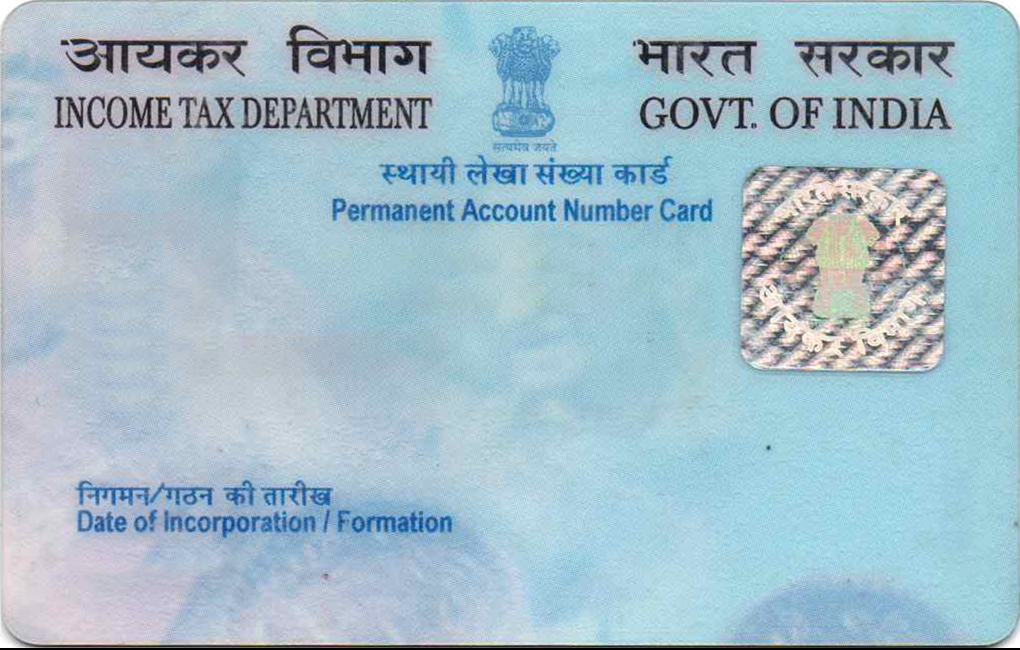 आयकर विभाग
INCOME TAX DEPARTMENT
सत्यमेव जयते
भारत सरकार
GOVT. OF INDIA
स्थायी लेखा संख्या कार्ड
Permanent Account Number Card
भारत सरकार
आयकर विभाग
निगमन/गठन की तारीख
Date of Incorporation / Formation